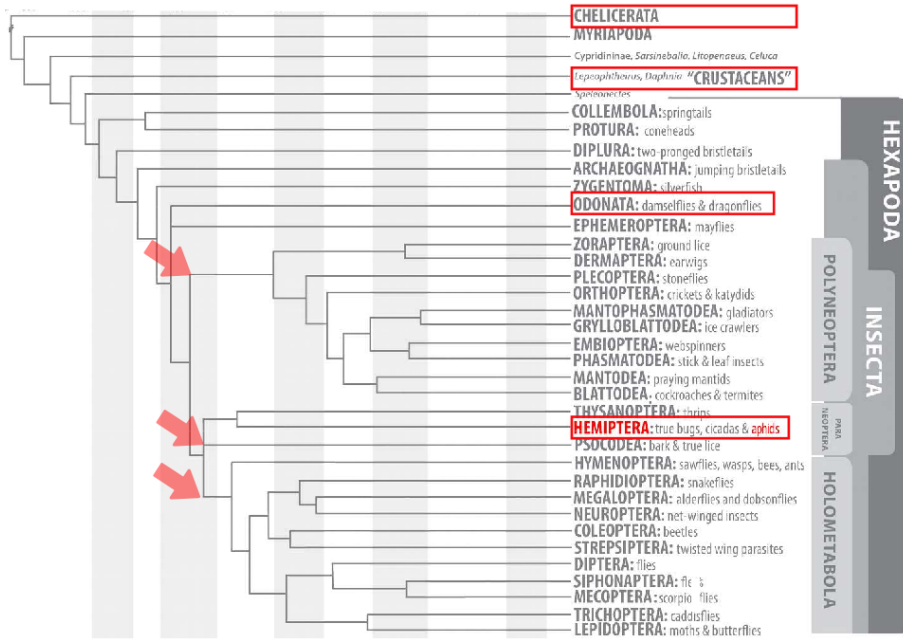 CHELICERATA
MYRIAPODA
Cypridininae, Sarsinebalia, Litopenaeus, Celuca
Lepeophtheirus, Daphnia "CRUSTACEANS"
Speleonectes
COLLEMBOLA: springtails
PROTURA: coneheads
DIPLURA: two-pronged bristletails
ARCHAEOGNATHA: jumping bristletails
ZYGENTOMA: silverfish
ODONATA: damselflies & dragonflies
EPHEMEROPTERA: mayflies
ZORAPTERA: ground lice
DERMAPTERA: earwigs
PLECOPTERA: stoneflies
ORTHOPTERA: crickets & katydids
MANTOPHASMATODEA: gladiators
GRYLLOBLATTODEA: ice crawlers
EMBIOPTERA: webspinners
PHASMATODEA: stick & leaf insects
MANTODEA: praying mantids
BLATTODEA: cockroaches & termites
THYSANOPTERA: thrips
HEMIPTERA: true bugs, cicadas & aphids
PSOCODEA: bark & true lice
HYMENOPTERA: sawflies, wasps, bees, ants
RAPHIDIOPTERA: snakeflies
MEGALOPTERA: alderflies and dobsonflies
NEUROPTERA: net-winged insects
COLEOPTERA: beetles
STREPSIPTERA: twisted wing parasites
DIPTERA: flies
SIPHONAPTERA:
MECOPTERA: scorpio flies
TRICHOPTERA: caddisflies
LEPIDOPTERA: moths & butterflies
POLYNEOPTERA
PARA
NEOPTERA
HOLOMETABOLA
INSECTA
HEXAPODA